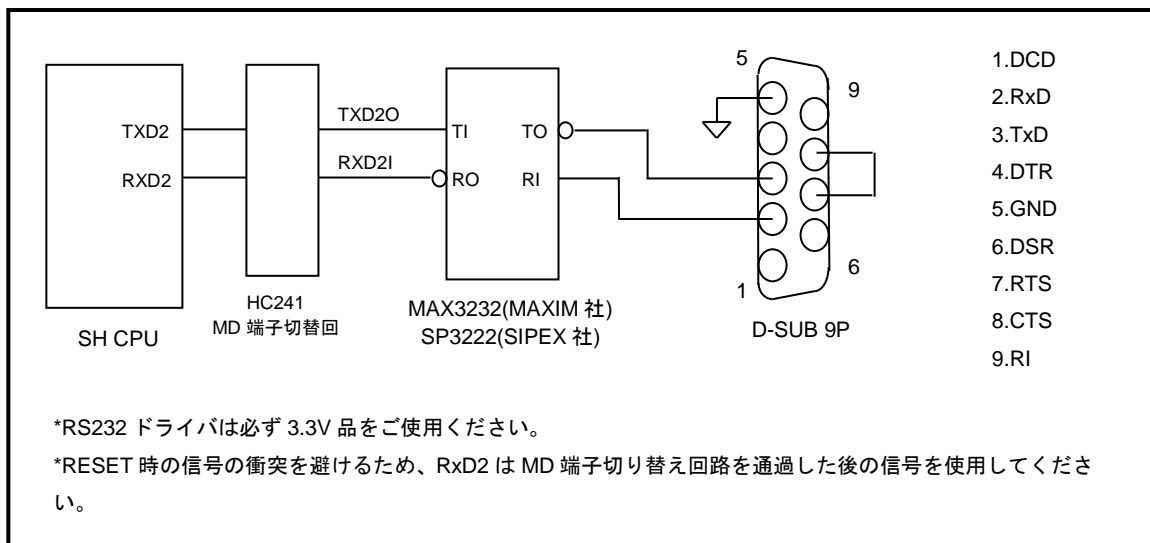 TXD2
RXD2
SH CPU
HC241
MD 端子切替回
TXD2O
RXD2I
TI
TO
RO
RI
MAX3232(MAXIM 社)
SP3222(SIPEX 社)
5
9
1
6
D-SUB 9P
1.DCD
2.RxD
3.TxD
4.DTR
5.GND
6.DSR
7.RTS
8.CTS
9.RI
*RS232 ドライバは必ず 3.3V 品をご使用ください。
*RESET 時の信号の衝突を避けるため、RxD2 は MD 端子切り替え回路を通過した後の信号を使用してくださ
い。